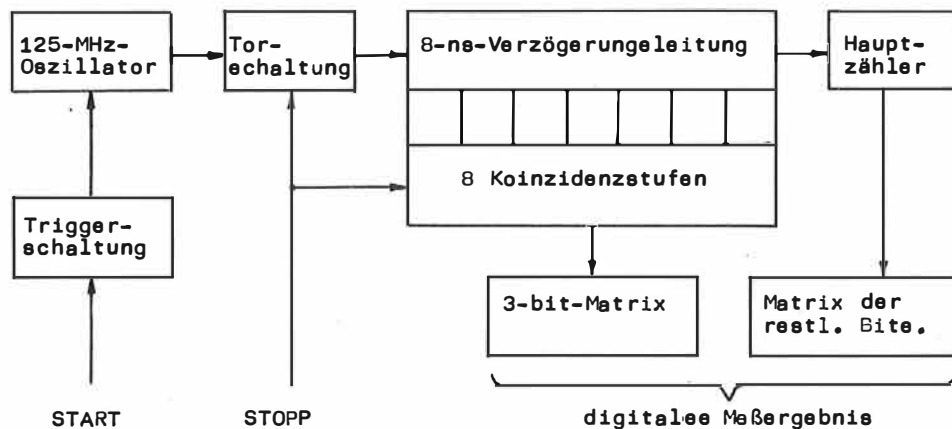 125-MHz-
Oszillator
Tor-
schaltung
8-ns-Verzögerungsleitung
Haupt-
zähler
8 Koinzidenzstufen
Trigger-
schaltung
3-bit-Matrix
Matrix der
restl. Bits.
START
STOPP
digitales Meßergebnis